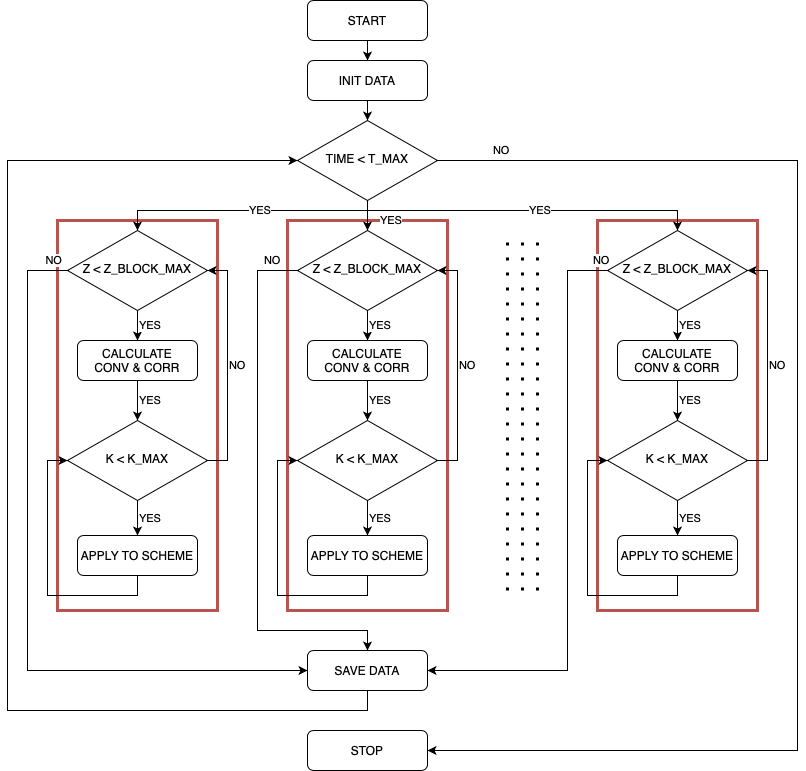 START
INIT DATA
TIME < T_MAX
NO
YES
YES
YES
NO
Z < Z_BLOCK_MAX
NO
Z < Z_BLOCK_MAX
NO
Z < Z_BLOCK_MAX
YES
YES
YES
CALCULATE
CONV & CORR
NO
CALCULATE
CONV & CORR
NO
CALCULATE
CONV & CORR
NO
YES
YES
YES
K < K_MAX
K < K_MAX
K < K_MAX
YES
YES
YES
APPLY TO SCHEME
APPLY TO SCHEME
APPLY TO SCHEME
SAVE DATA
STOP